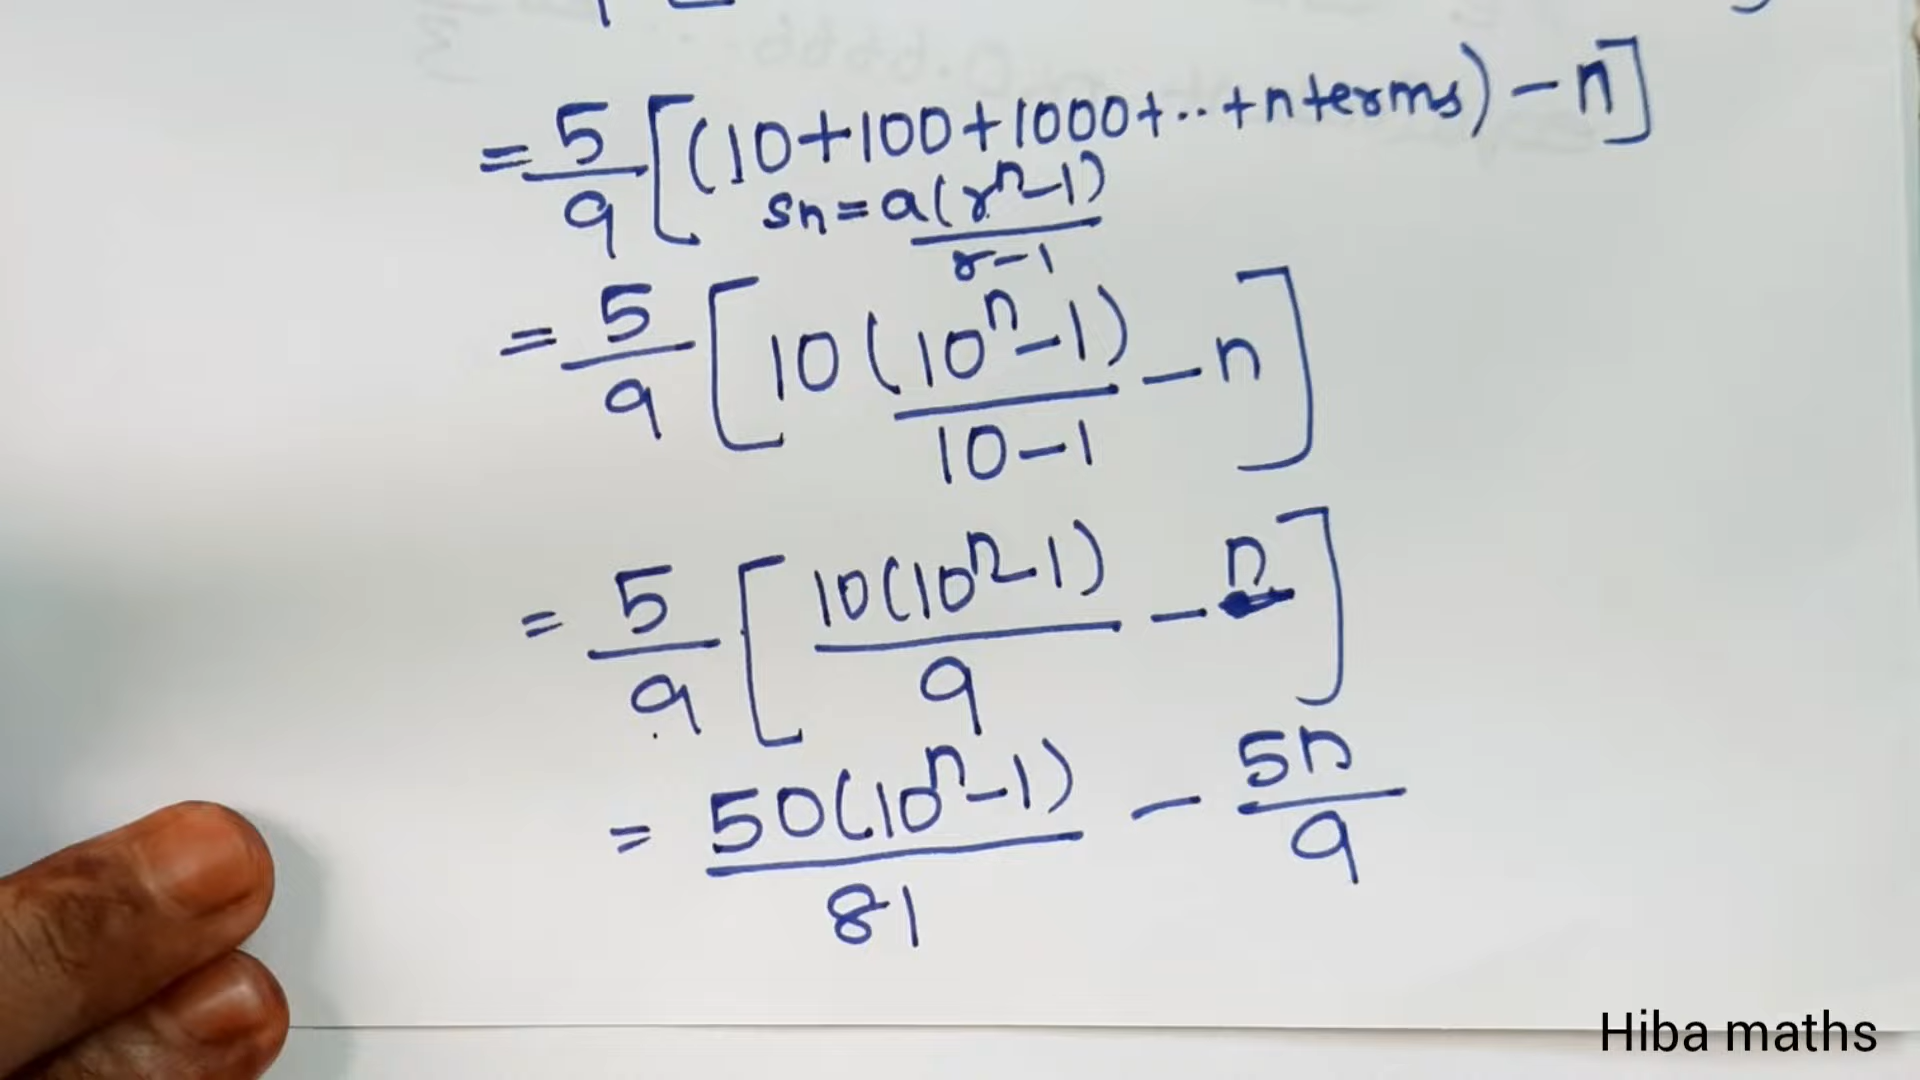 = 5/9 [(10+100+1000+..+n terms) - n]
Sn = a(r^n-1)/r-1
= 5/9 [10(10^n-1)/10-1 - n]
= 5/9 [10(10^n-1)/9 - n]
= 50(10^n-1)/81 - 5n/9
Hiba maths